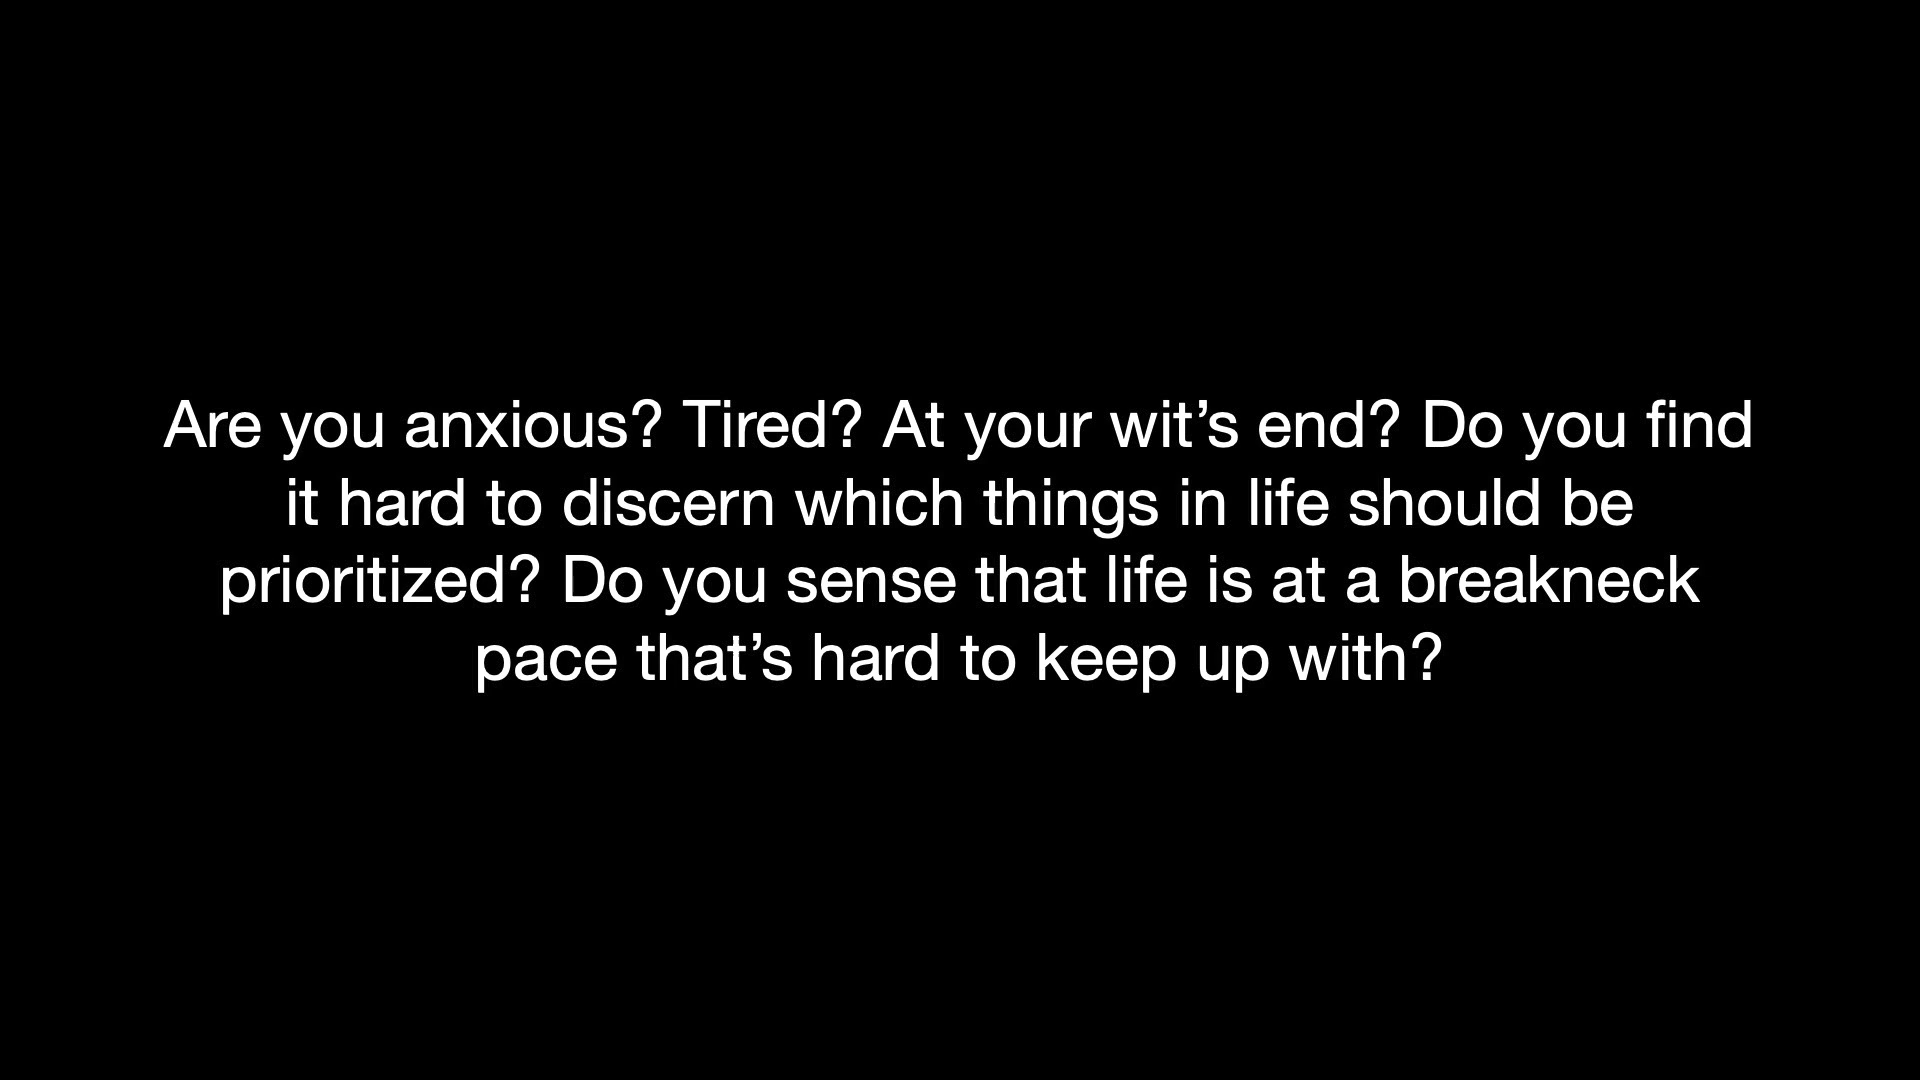 Are you anxious? Tired? At your wit’s end? Do you find
it hard to discern which things in life should be
prioritized? Do you sense that life is at a breakneck
pace that’s hard to keep up with?